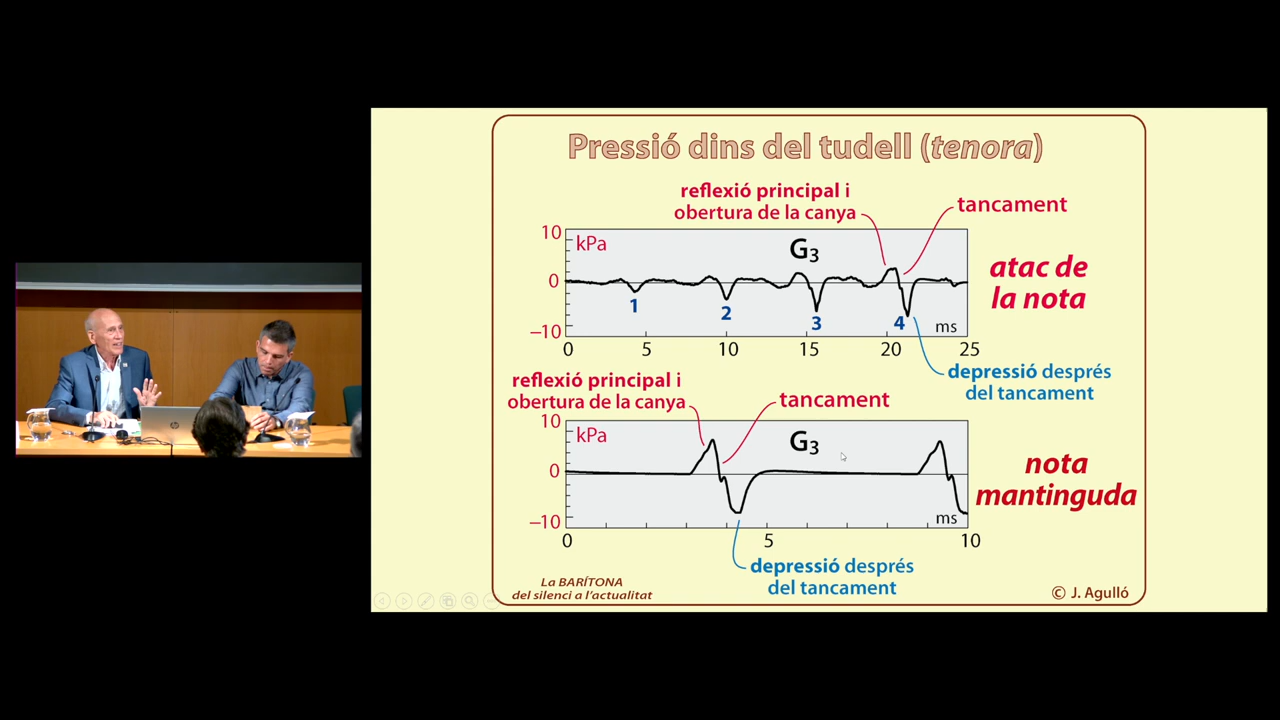 Pressió dins del tudell (tenora)
reflexió principal i
obertura de la canya
tancament
10
kPa
G3
0
1
2
3
4
−10
ms
0
5
10
15
20
25
atac de
la nota
depressió després
del tancament
reflexió principal i
obertura de la canya
tancament
10
kPa
G3
0
−10
ms
0
5
10
nota
mantinguda
depressió després
del tancament
La BARÍTONA
del silenci a l'actualitat
© J. Agulló
hp